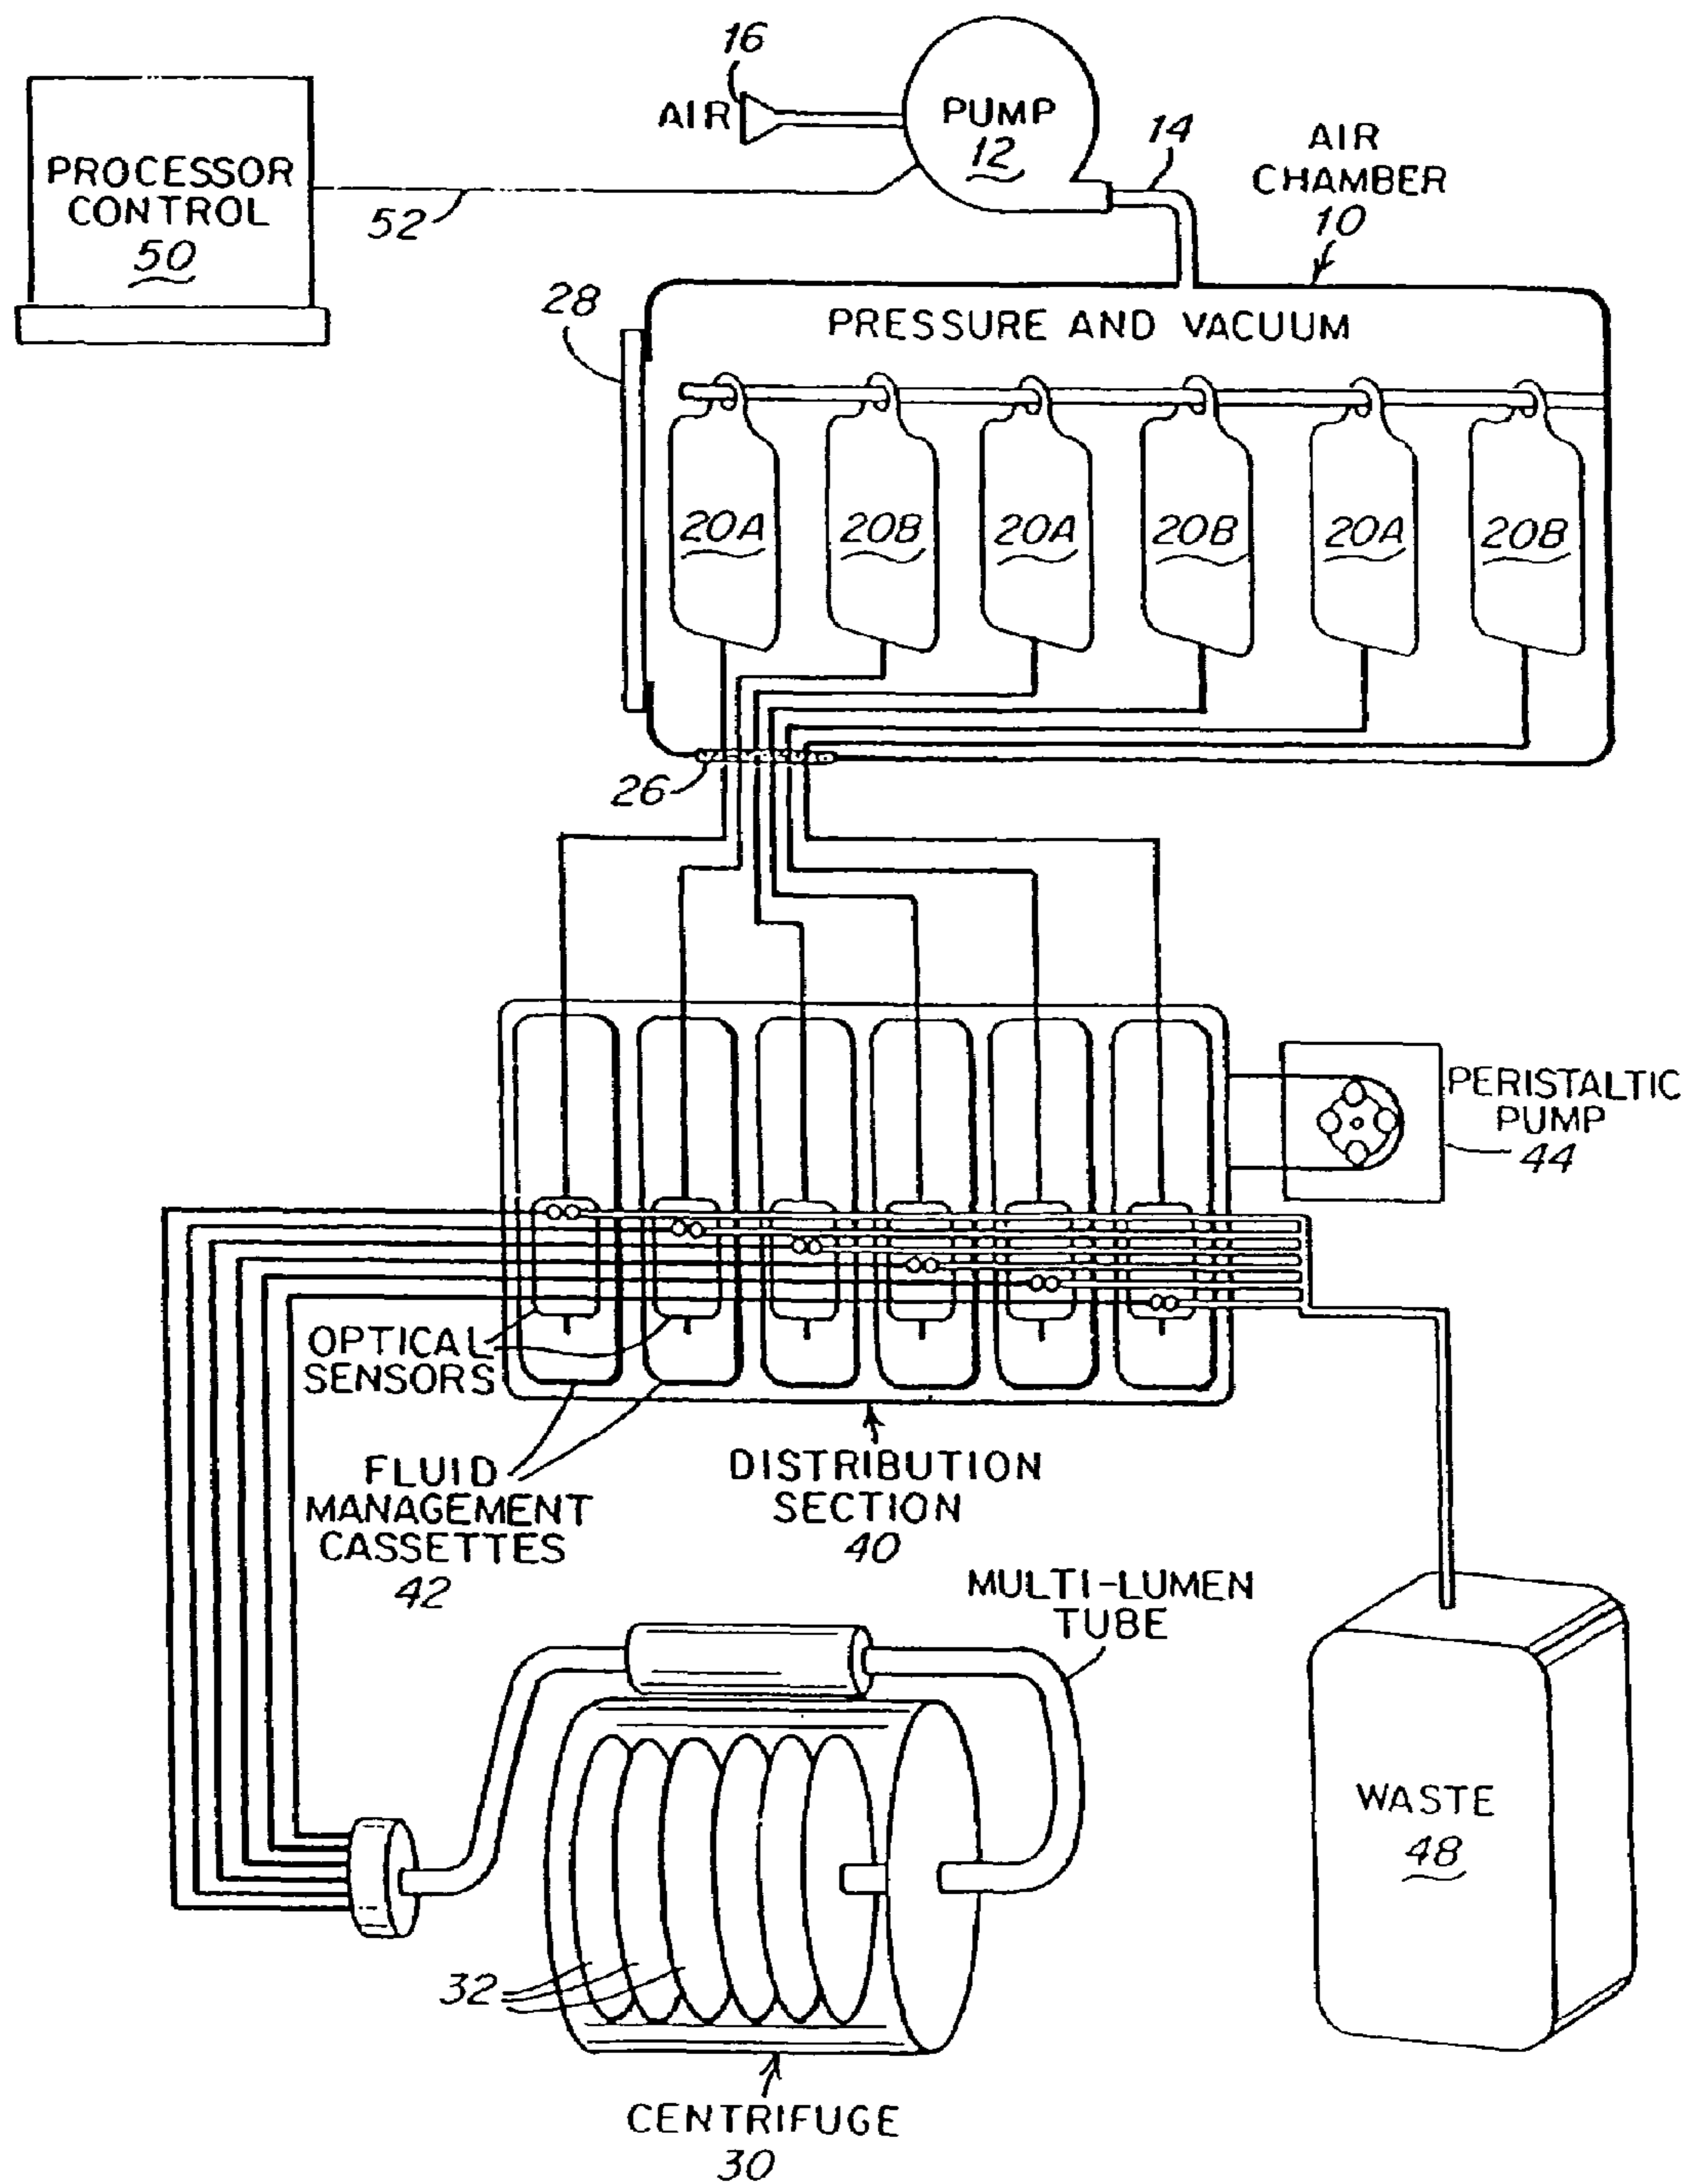 16
AIR
PUMP
12
14
AIR
CHAMBER
10
PROCESSOR
CONTROL
50
52
28
PRESSURE AND VACUUM
20A
20B
20A
20B
20A
20B
26
PERISTALTIC
PUMP
44
OPTICAL
SENSORS
FLUID
MANAGEMENT
CASSETTES
42
DISTRIBUTION
SECTION
40
MULTI-LUMEN
TUBE
WASTE
48
32
CENTRIFUGE
30